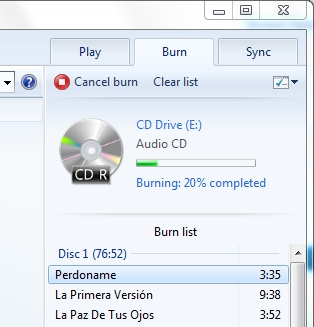 Play Burn Sync
Cancel burn Clear list
CD Drive (E:)
Audio CD
CD R
Burning: 20% completed
Burn list
Disc 1 (76:52)
Perdoname 3:35
La Primera Versión 9:38
La Paz De Tus Ojos 3:52